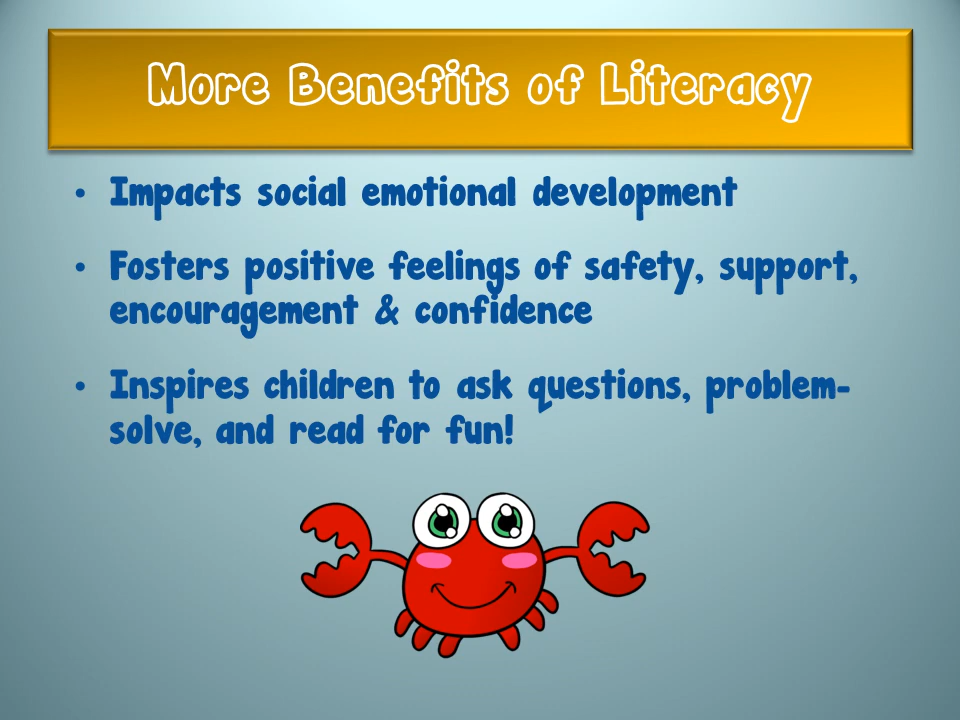 More Benefits of Literacy
• Impacts social emotional development
• Fosters positive feelings of safety, support,
encouragement & confidence
• Inspires children to ask questions, problem-
solve, and read for fun!